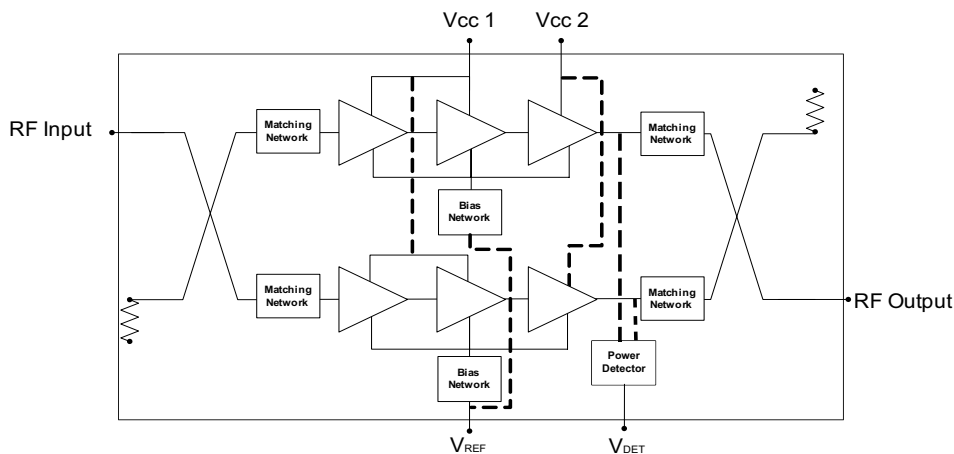 Vcc 1
Vcc 2
RF Input
Matching
Network
Matching
Network
Bias
Network
Matching
Network
Matching
Network
RF Output
Bias
Network
Power
Detector
VREF
VDET